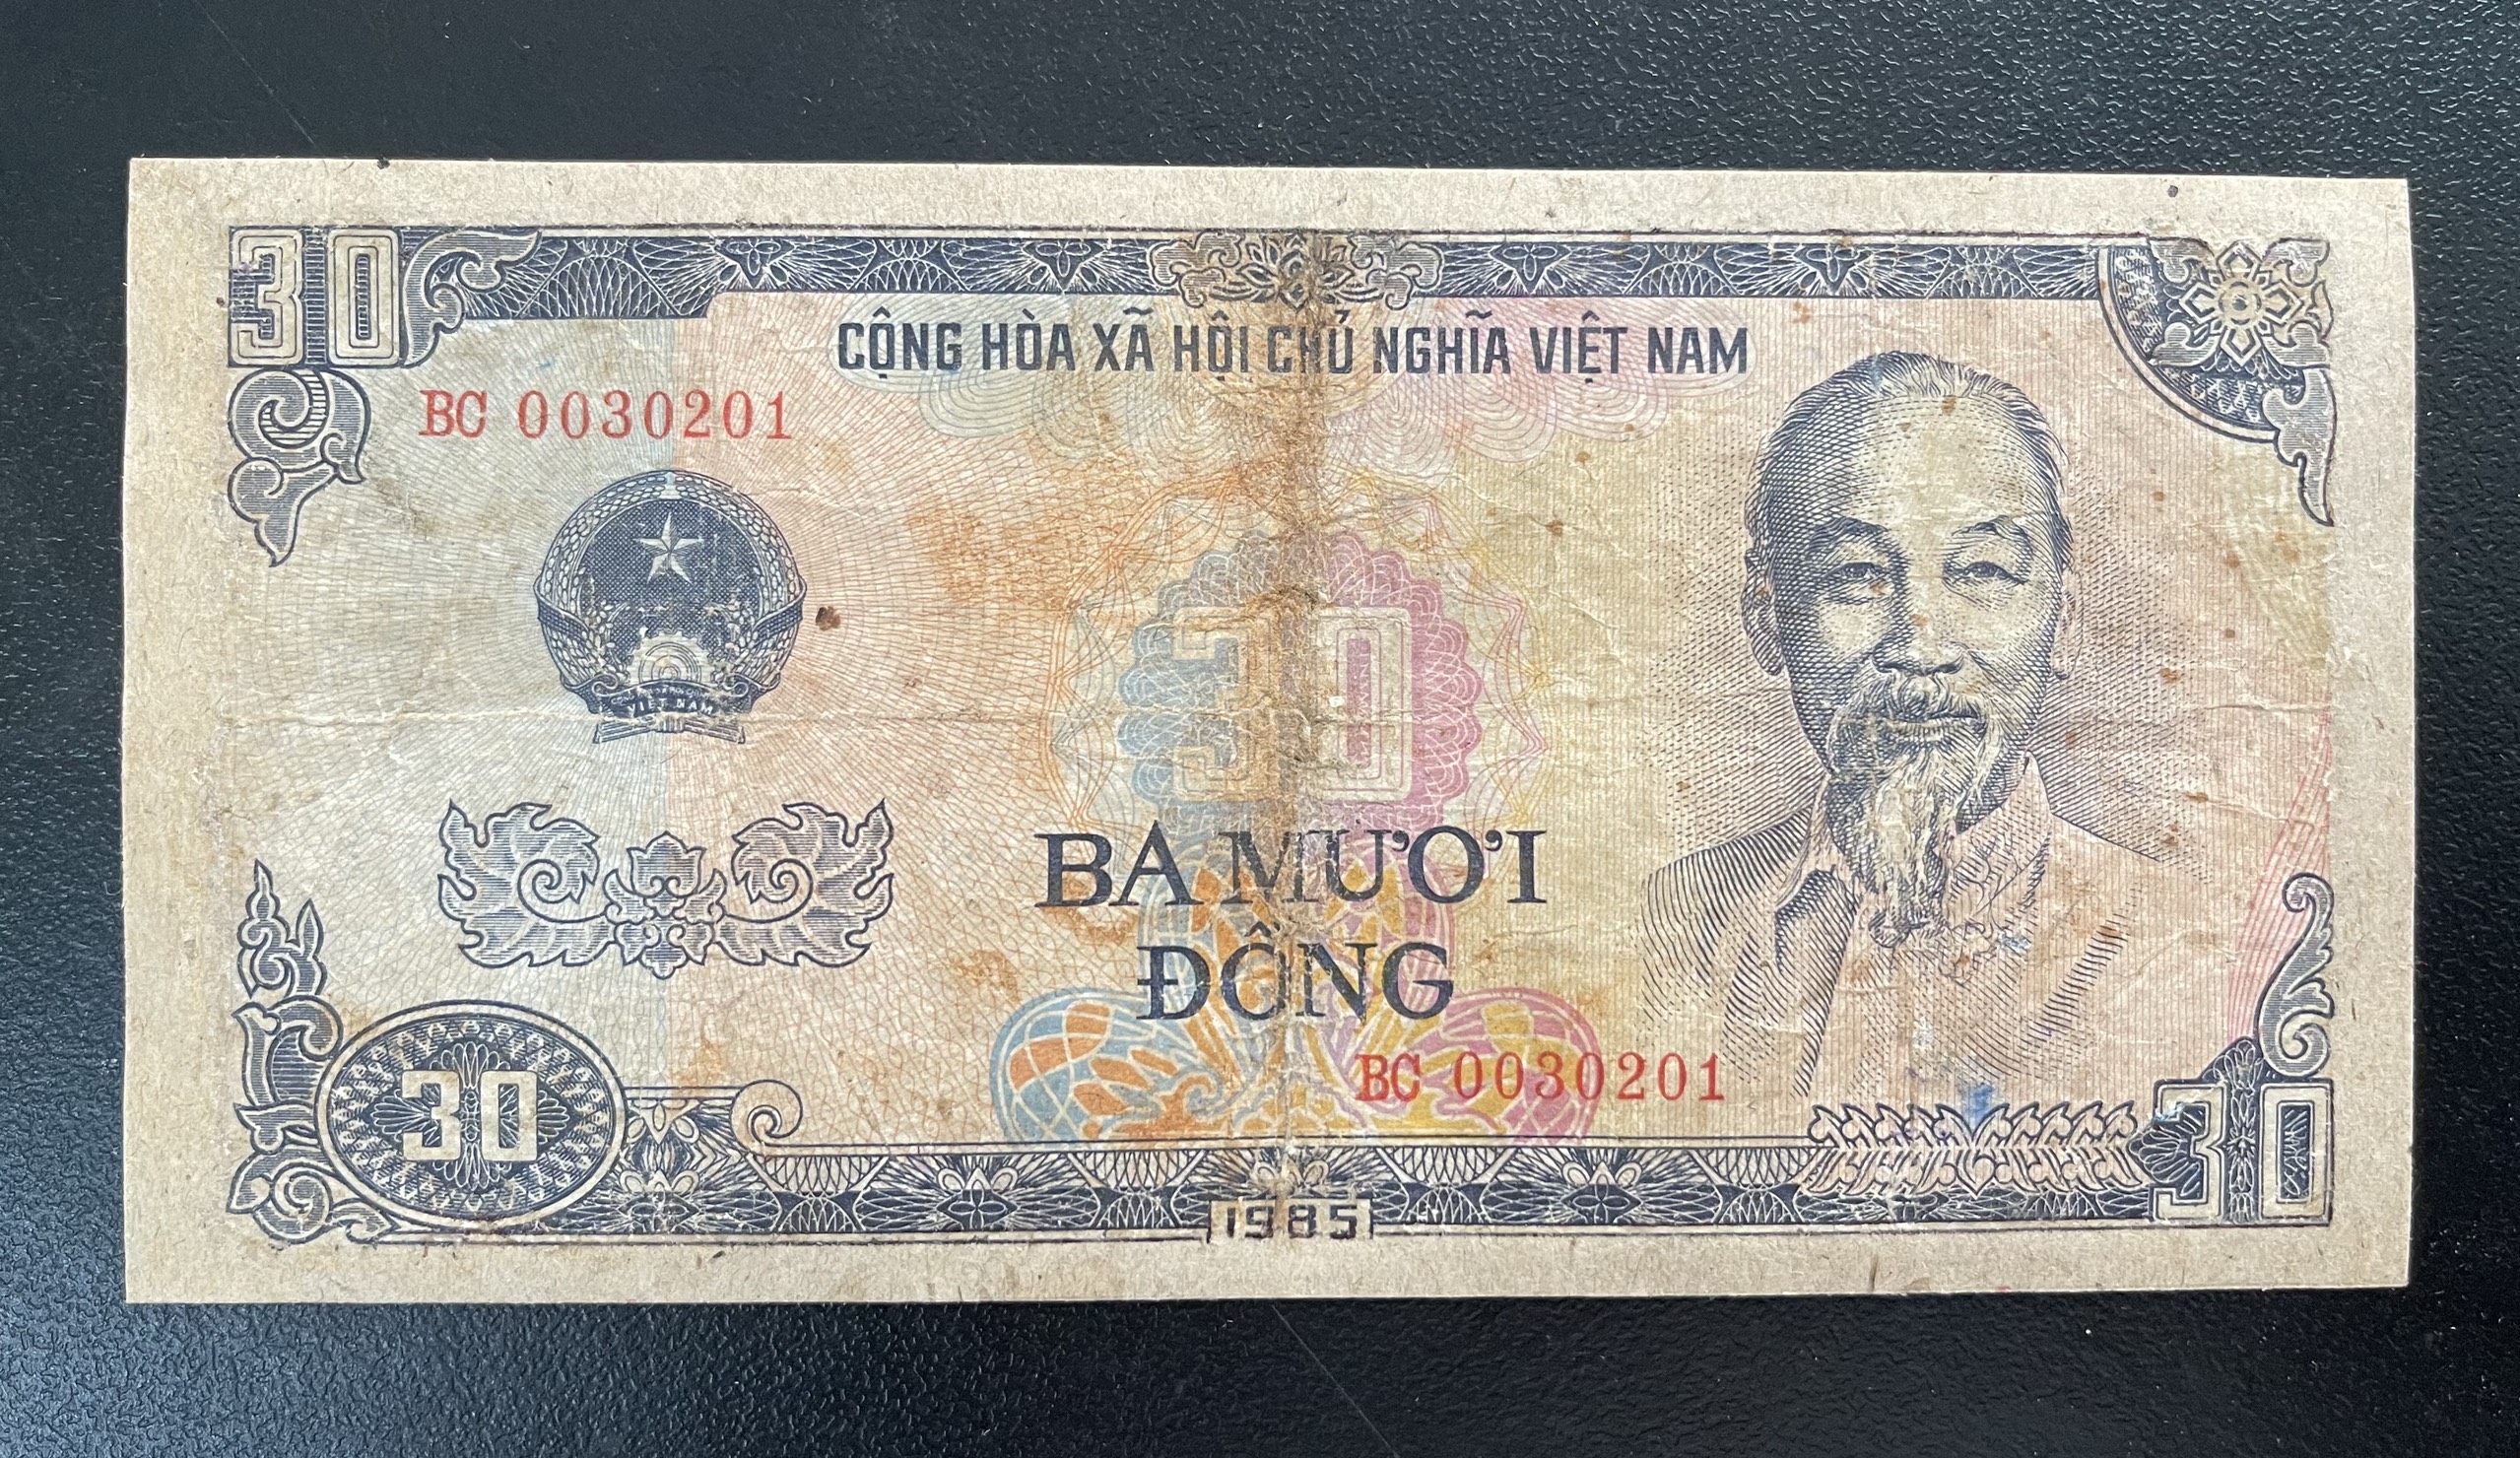 30
CỘNG HÒA XÃ HỘI CHỦ NGHĨA VIỆT NAM
BC 0030201
VIỆT NAM
30
BA MƯƠI
ĐỒNG
BC 0030201
30
30
1985